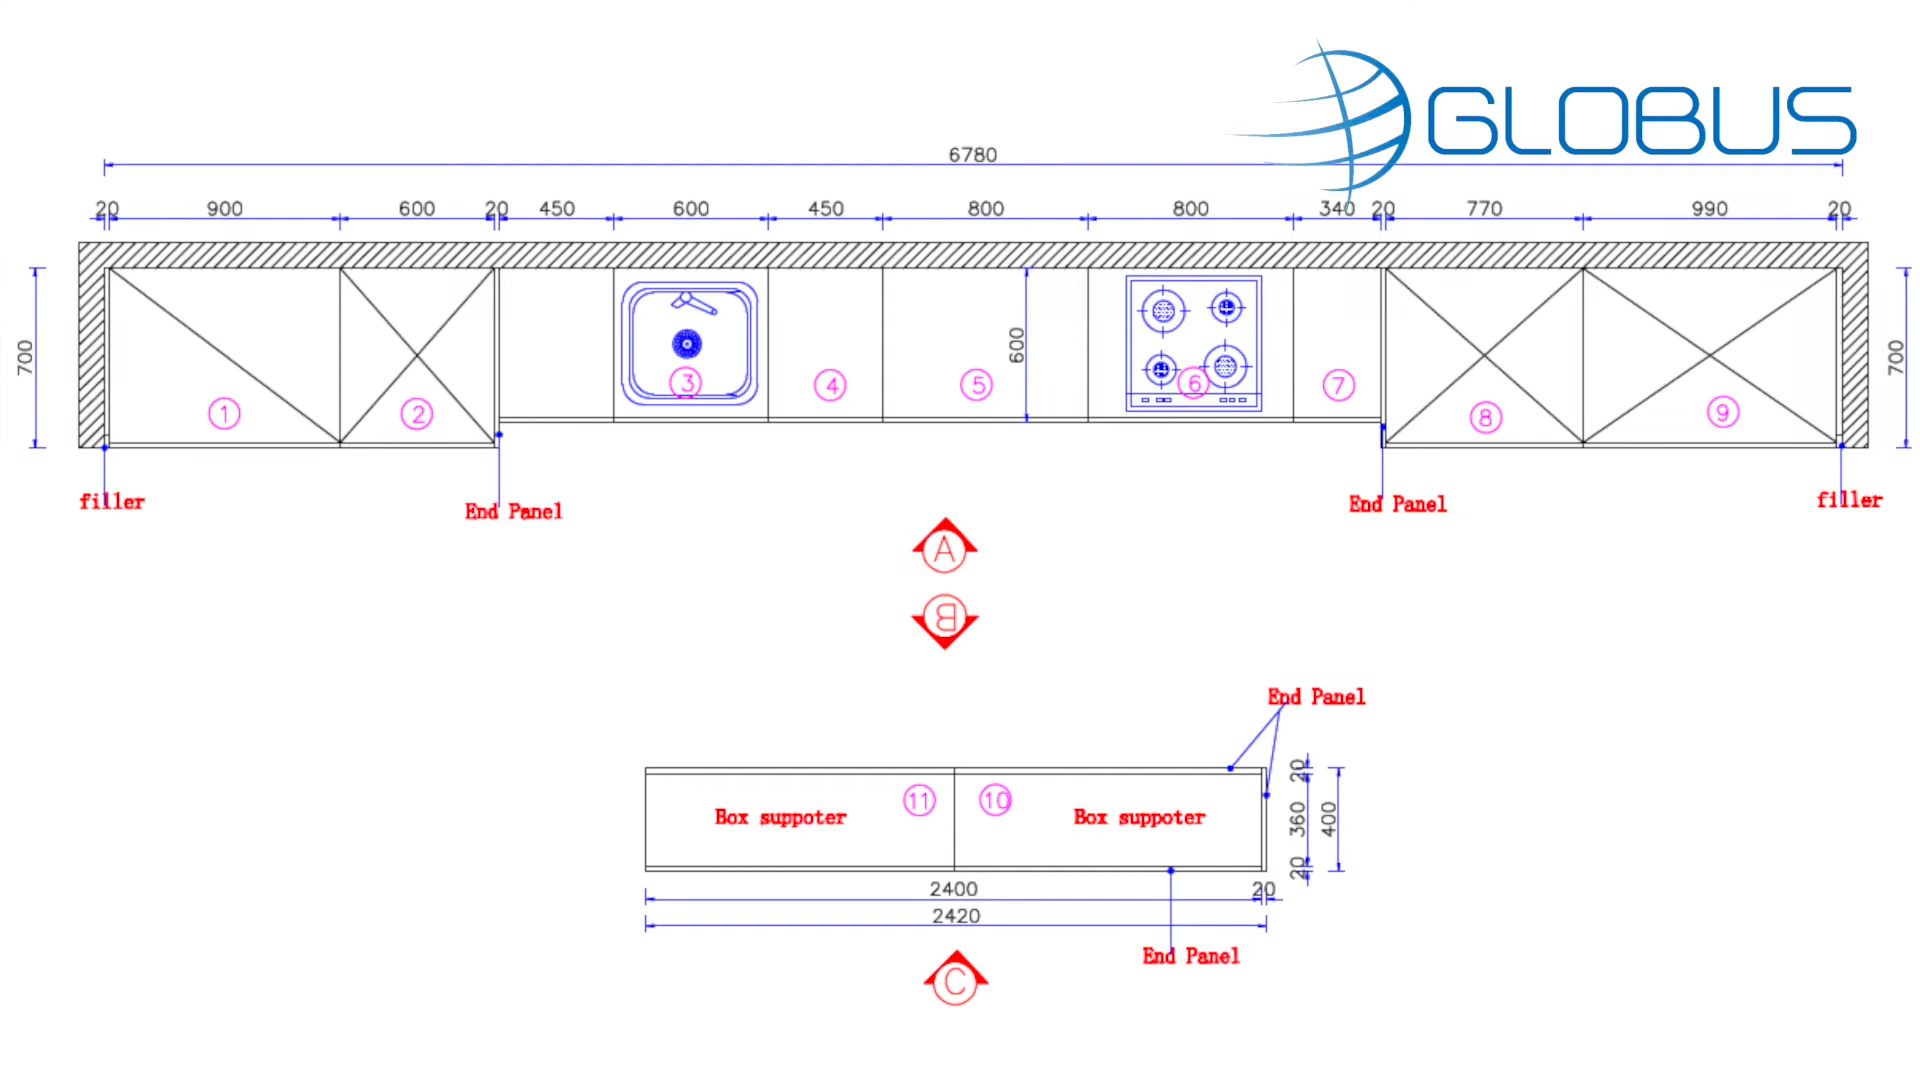 GLOBUS
6780
20 900 600 20 450 600 450 800 800 340 20 770 990 20
700 600 700
1 2 3 4 5 6 7 8 9
filler End Panel End Panel filler
A
B
End Panel
11 10
Box suppoter Box suppoter
20 360 20 400
2400 20
2420
End Panel
C